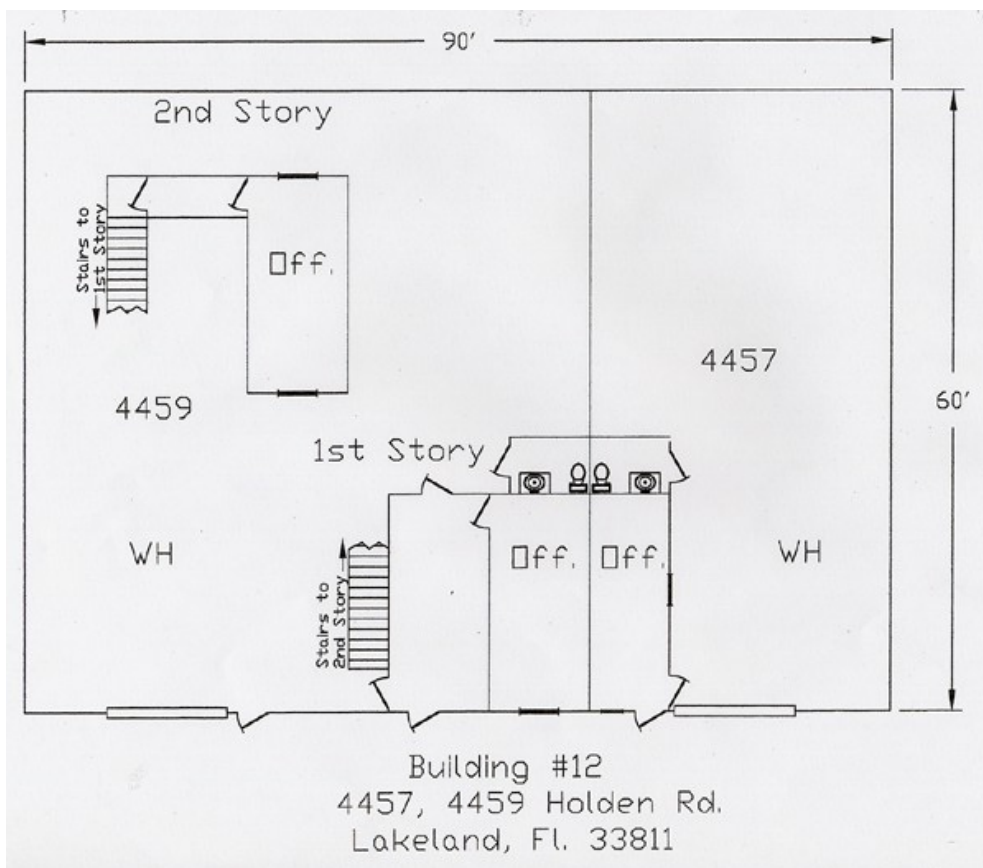 90'
2nd Story
Stairs to
1st Story
Off.
4457
60'
4459
1st Story
WH
Off.
Off.
WH
Stairs to
2nd Story
Building #12
4457, 4459 Holden Rd.
Lakeland, Fl. 33811